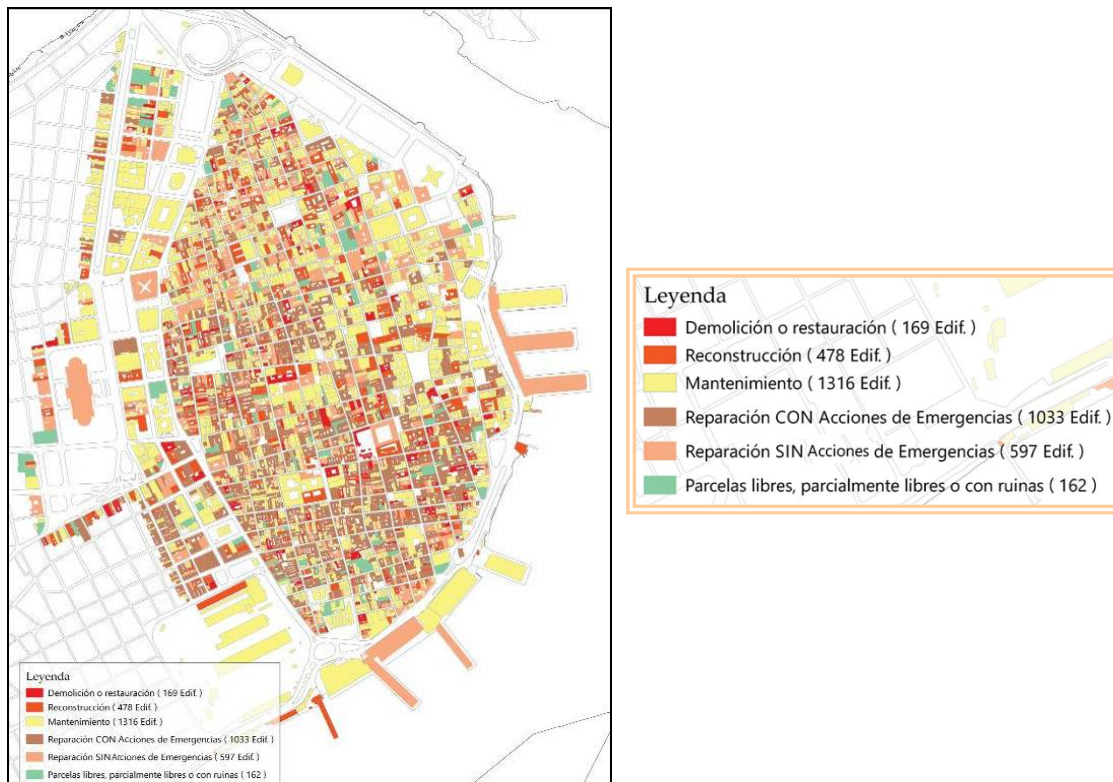 Leyenda
Demolición o restauración ( 169 Edif. )
Reconstrucción ( 478 Edif. )
Mantenimiento ( 1316 Edif. )
Reparación CON Acciones de Emergencias ( 1033 Edif. )
Reparación SIN Acciones de Emergencias ( 597 Edif. )
Parcelas libres, parcialmente libres o con ruinas ( 162 )
Leyenda
Demolición o restauración ( 169 Edif. )
Reconstrucción ( 478 Edif. )
Mantenimiento ( 1316 Edif. )
Reparación CON Acciones de Emergencias ( 1033 Edif. )
Reparación SIN Acciones de Emergencias ( 597 Edif. )
Parcelas libres, parcialmente libres o con ruinas ( 162 )